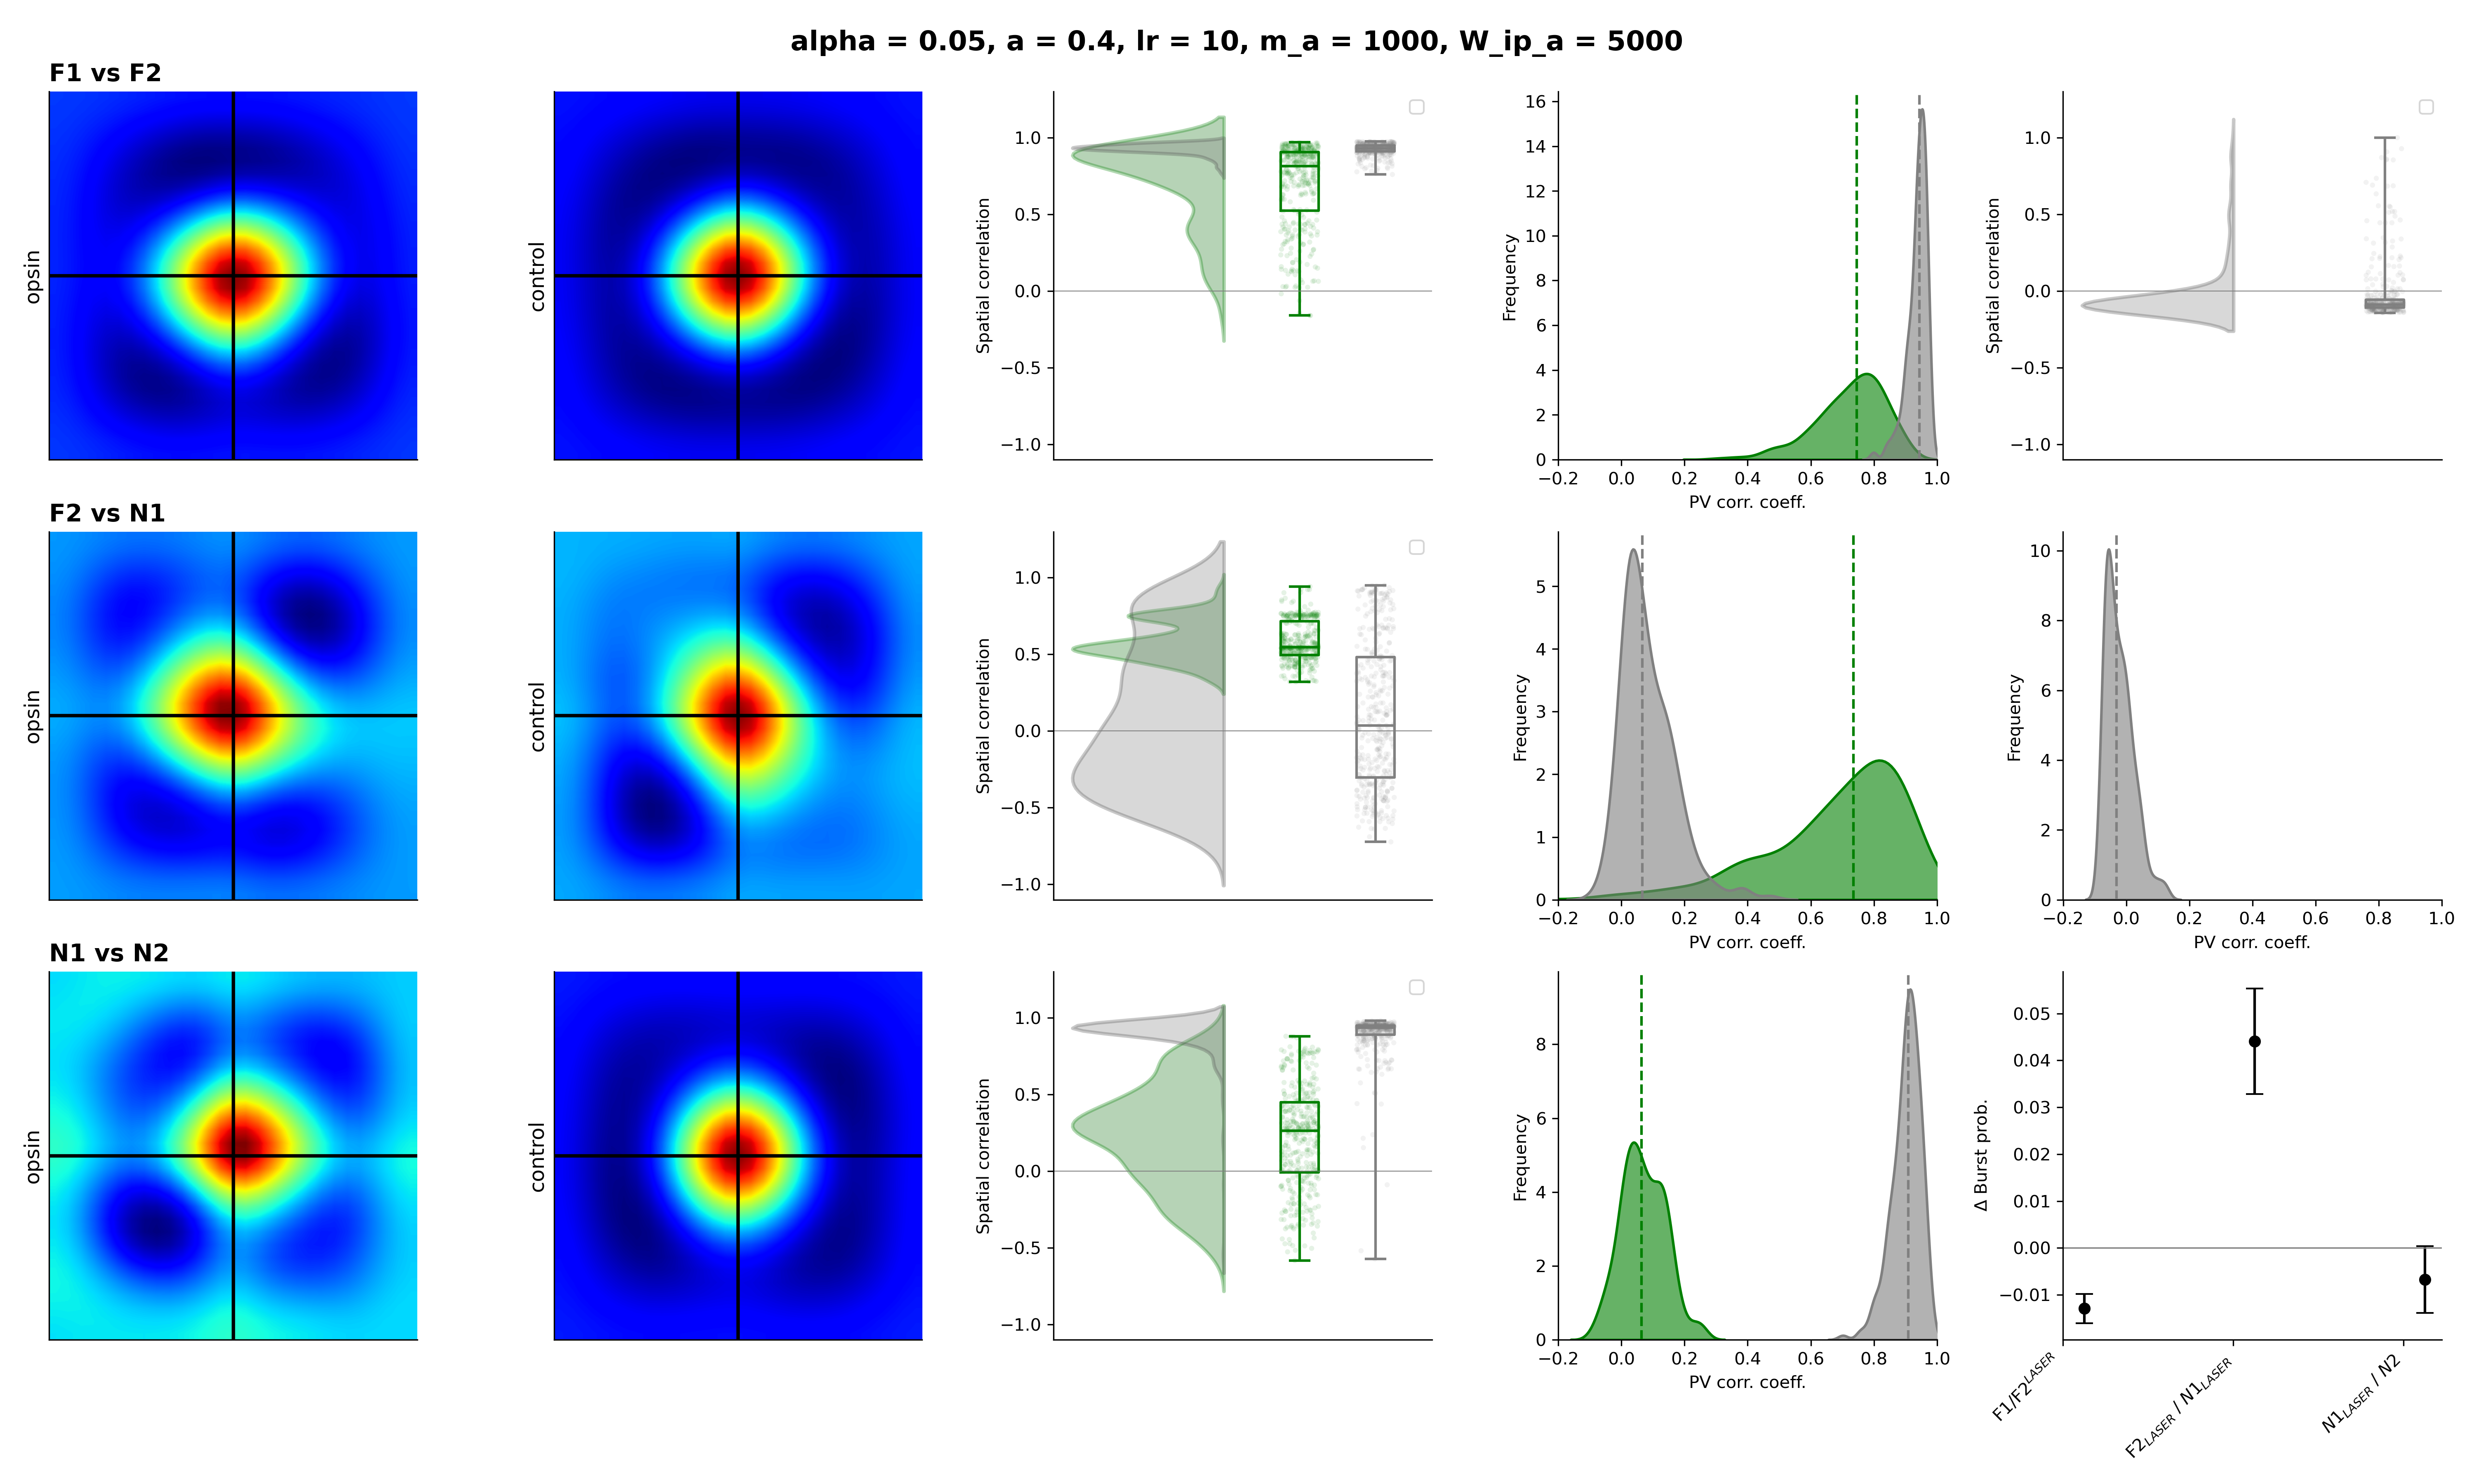 alpha = 0.05, a = 0.4, lr = 10, m_a = 1000, W_ip_a = 5000
F1 vs F2
opsin
control
Spatial correlation
1.0
0.5
0.0
−0.5
−1.0
Frequency
16
14
12
10
8
6
4
2
0
−0.2 0.0 0.2 0.4 0.6 0.8 1.0
PV corr. coeff.
Spatial correlation
1.0
0.5
0.0
−0.5
−1.0
F2 vs N1
opsin
control
Spatial correlation
1.0
0.5
0.0
−0.5
−1.0
Frequency
5
4
3
2
1
0
−0.2 0.0 0.2 0.4 0.6 0.8 1.0
PV corr. coeff.
Frequency
10
8
6
4
2
0
−0.2 0.0 0.2 0.4 0.6 0.8 1.0
PV corr. coeff.
N1 vs N2
opsin
control
Spatial correlation
1.0
0.5
0.0
−0.5
−1.0
Frequency
8
6
4
2
0
−0.2 0.0 0.2 0.4 0.6 0.8 1.0
PV corr. coeff.
Δ Burst prob.
0.05
0.04
0.03
0.02
0.01
0.00
−0.01
F1/F2^LASER
F2_LASER / N1_LASER
N1_LASER / N2